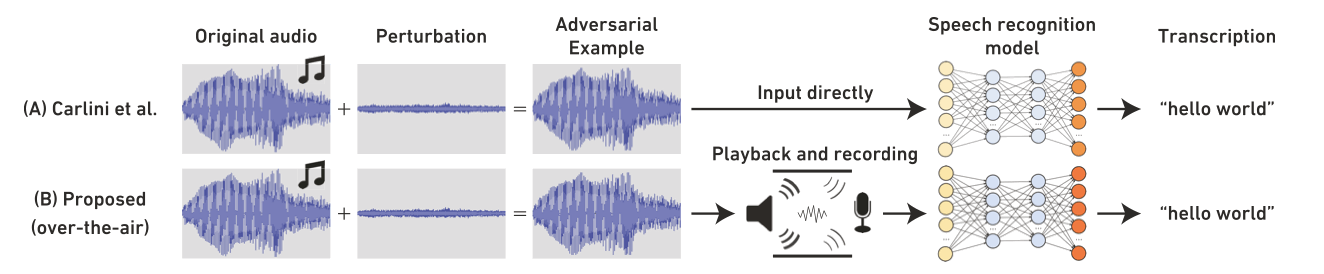 Original audio
Perturbation
Adversarial
Example
Speech recognition
model
Transcription
(A) Carlini et al.
+
=
Input directly
...
...
...
...
“hello world”
Playback and recording
(B) Proposed
(over-the-air)
+
=
...
...
...
...
“hello world”